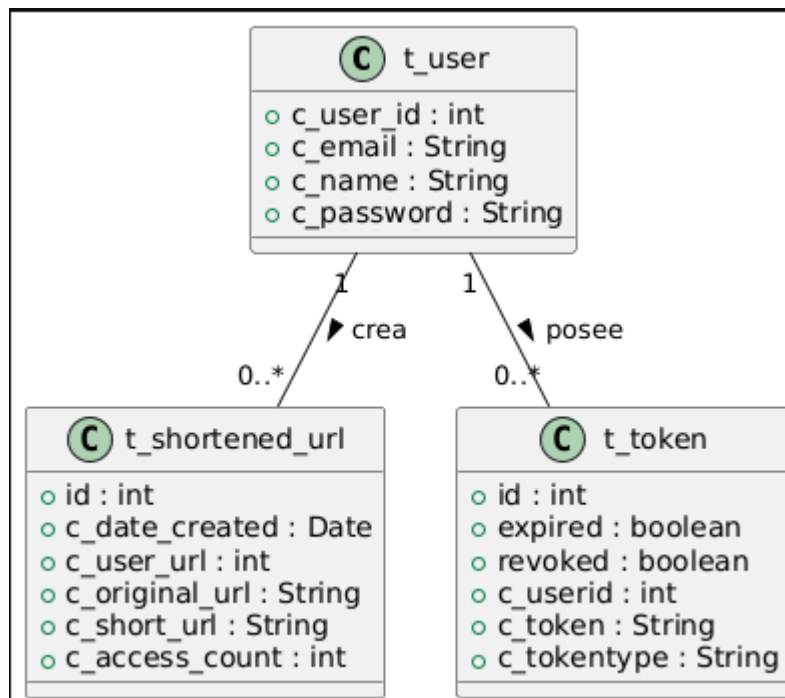 C t_user
c_user_id : int
c_email : String
c_name : String
c_password : String
1 1
crea posee
0..* 0..*
C t_shortened_url
id : int
c_date_created : Date
c_user_url : int
c_original_url : String
c_short_url : String
c_access_count : int
C t_token
id : int
expired : boolean
revoked : boolean
c_userid : int
c_token : String
c_tokentype : String